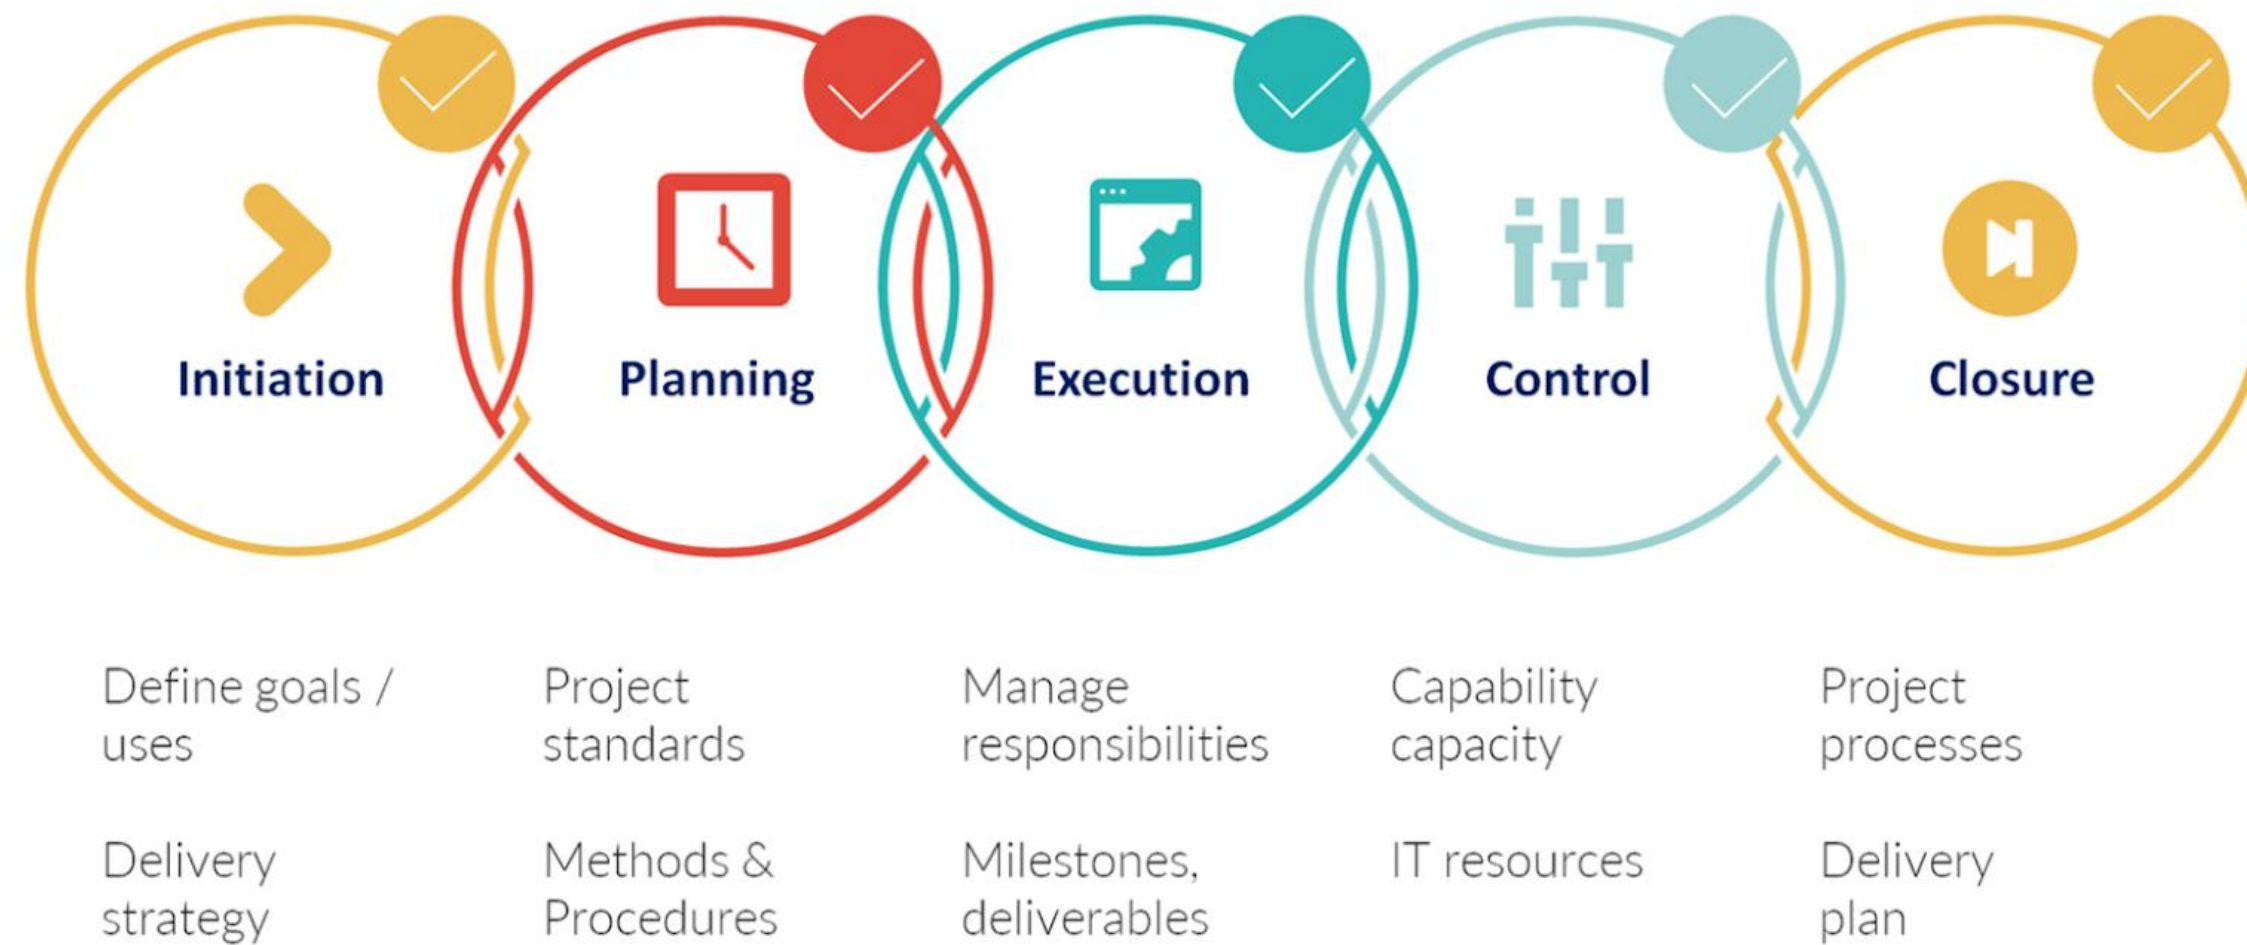 Initiation
Planning
Execution
Control
Closure
Define goals /
uses
Delivery
strategy
Project
standards
Methods &
Procedures
Manage
responsibilities
Milestones,
deliverables
Capability
capacity
IT resources
Project
processes
Delivery
plan